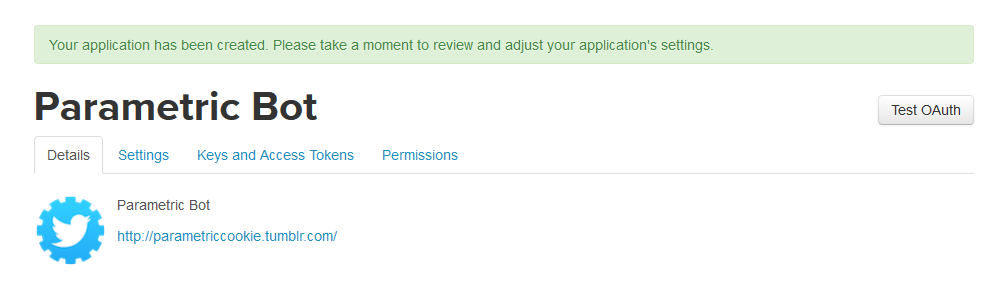 Your application has been created. Please take a moment to review and adjust your application's settings.
Parametric Bot
Test OAuth
Details Settings Keys and Access Tokens Permissions
Parametric Bot
http://parametriccookie.tumblr.com/